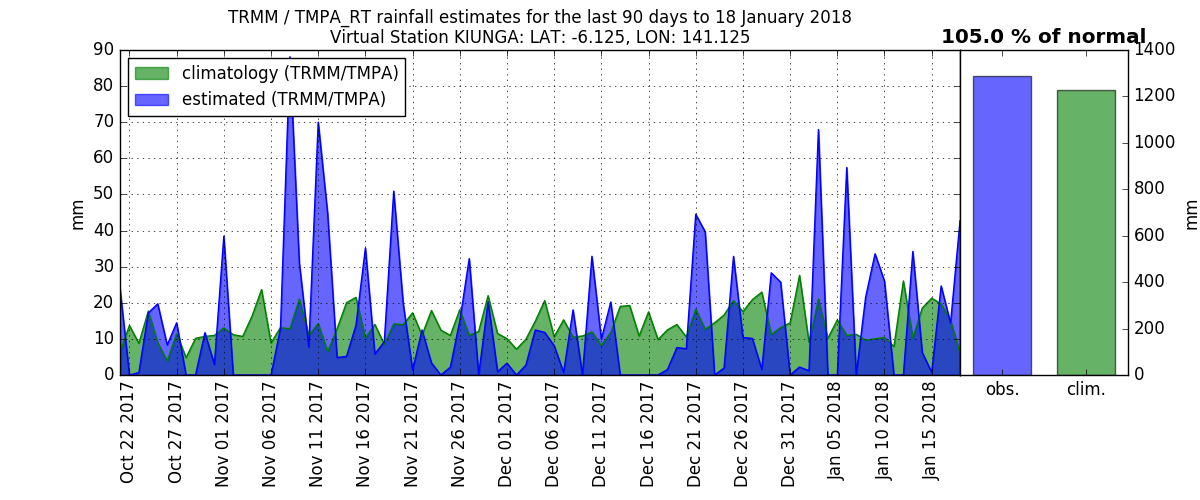 TRMM / TMPA_RT rainfall estimates for the last 90 days to 18 January 2018
Virtual Station KIUNGA: LAT: -6.125, LON: 141.125
105.0 % of normal
climatology (TRMM/TMPA)
estimated (TRMM/TMPA)
90
80
70
60
50
40
30
20
10
0
mm
Oct 22 2017
Oct 27 2017
Nov 01 2017
Nov 06 2017
Nov 11 2017
Nov 16 2017
Nov 21 2017
Nov 26 2017
Dec 01 2017
Dec 06 2017
Dec 11 2017
Dec 16 2017
Dec 21 2017
Dec 26 2017
Dec 31 2017
Jan 05 2018
Jan 10 2018
Jan 15 2018
1400
1200
1000
800
600
400
200
0
mm
obs.
clim.